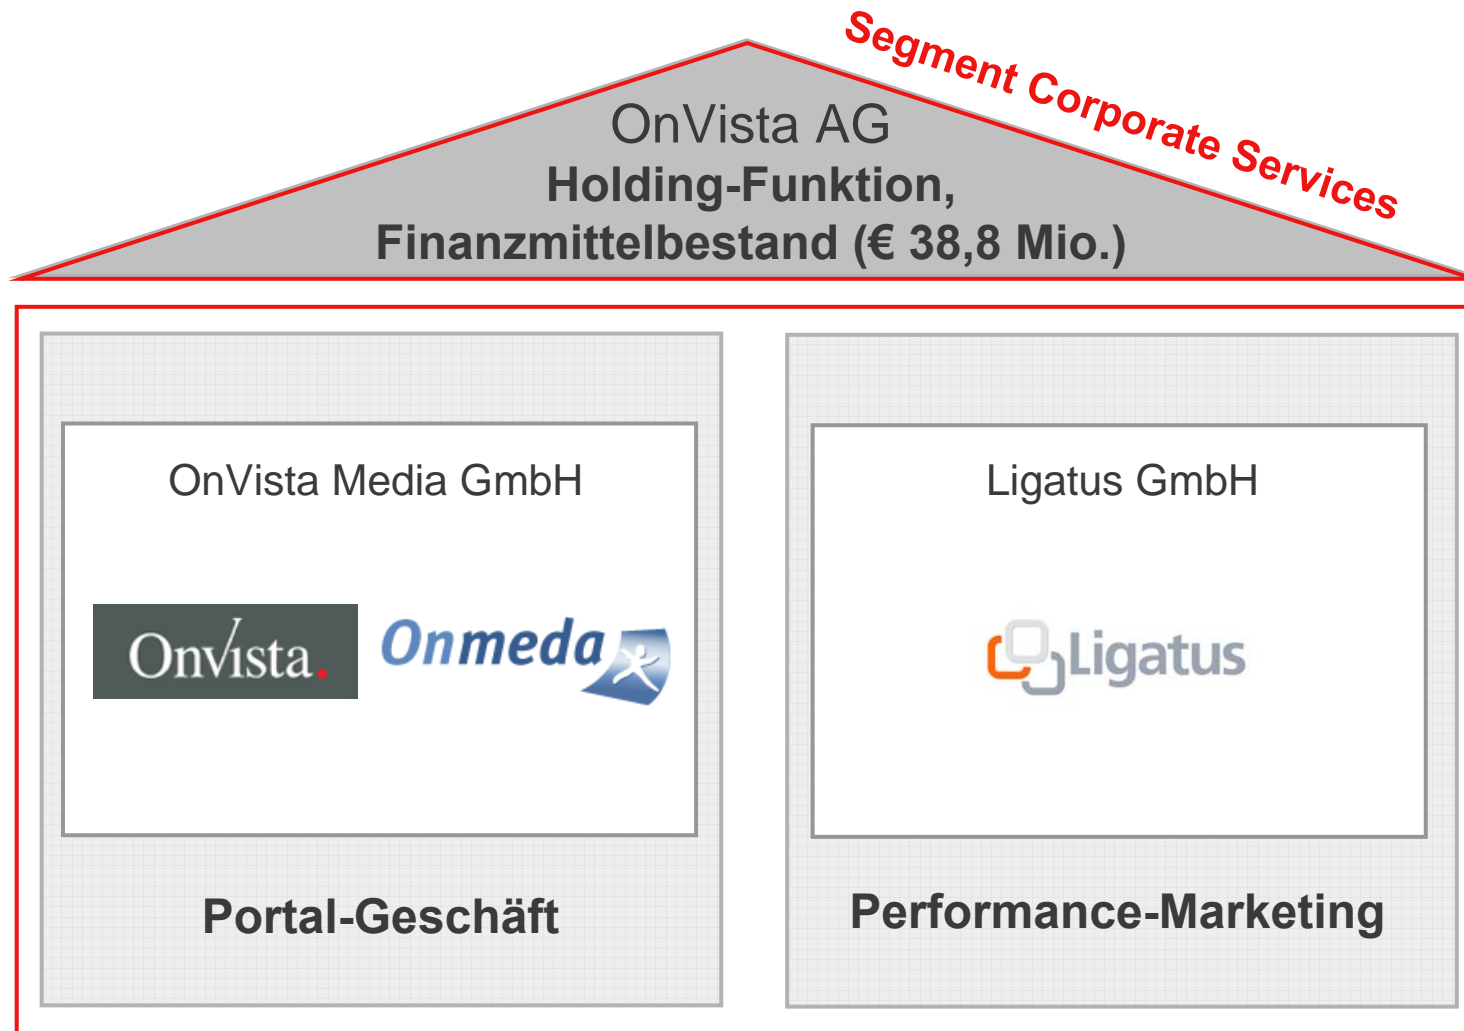 Segment Corporate Services
OnVista AG
Holding-Funktion,
Finanzmittelbestand (€ 38,8 Mio.)
OnVista Media GmbH
Onvista.
Onmeda
Portal-Geschäft
Ligatus GmbH
Ligatus
Performance-Marketing